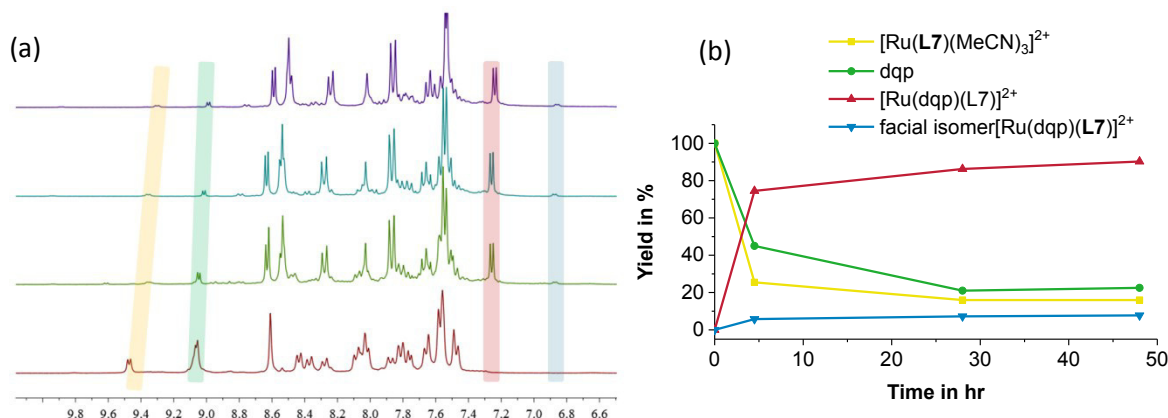 (a)
9.8 9.6 9.4 9.2 9.0 8.8 8.6 8.4 8.2 8.0 7.8 7.6 7.4 7.2 7.0 6.8 6.6
(b)
[Ru(L7)(MeCN)₃]²⁺
dqp
[Ru(dqp)(L7)]²⁺
facial isomer[Ru(dqp)(L7)]²⁺
Yield in %
100
80
60
40
20
0
0 10 20 30 40 50
Time in hr